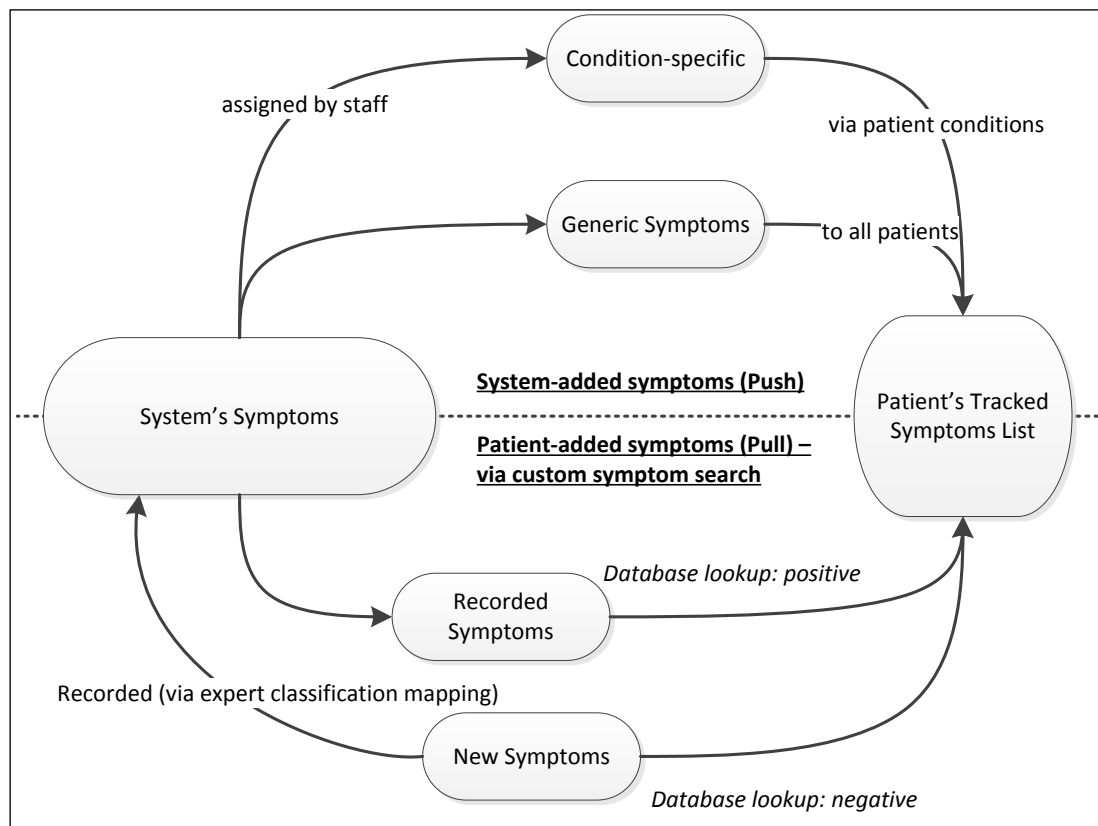 Condition-specific
assigned by staff
via patient conditions
Generic Symptoms
to all patients
System-added symptoms (Push)
System’s Symptoms
Patient’s Tracked
Symptoms List
Patient-added symptoms (Pull) –
via custom symptom search
Database lookup: positive
Recorded
Symptoms
Recorded (via expert classification mapping)
New Symptoms
Database lookup: negative